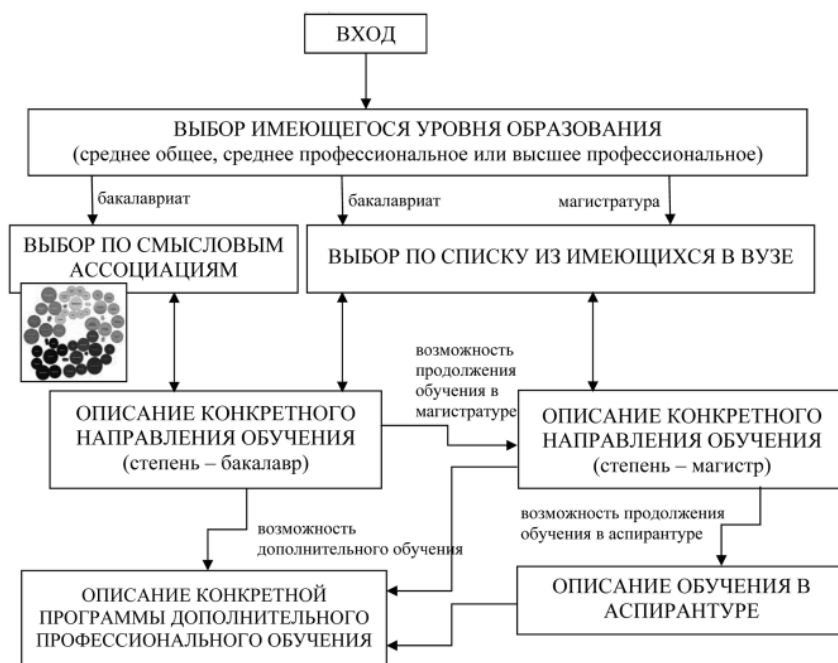 ВХОД
ВЫБОР ИМЕЮЩЕГОСЯ УРОВНЯ ОБРАЗОВАНИЯ
(среднее общее, среднее профессиональное или высшее профессиональное)
бакалавриат
бакалавриат
магистратура
ВЫБОР ПО СМЫСЛОВЫМ
АССОЦИАЦИЯМ
ВЫБОР ПО СПИСКУ ИЗ ИМЕЮЩИХСЯ В ВУЗЕ
возможность
продолжения
обучения в
магистратуре
ОПИСАНИЕ КОНКРЕТНОГО
НАПРАВЛЕНИЯ ОБУЧЕНИЯ
(степень – бакалавр)
ОПИСАНИЕ КОНКРЕТНОГО
НАПРАВЛЕНИЯ ОБУЧЕНИЯ
(степень – магистр)
возможность
дополнительного обучения
возможность продолжения
обучения в аспирантуре
ОПИСАНИЕ КОНКРЕТНОЙ
ПРОГРАММЫ ДОПОЛНИТЕЛЬНОГО
ПРОФЕССИОНАЛЬНОГО ОБУЧЕНИЯ
ОПИСАНИЕ ОБУЧЕНИЯ В
АСПИРАНТУРЕ